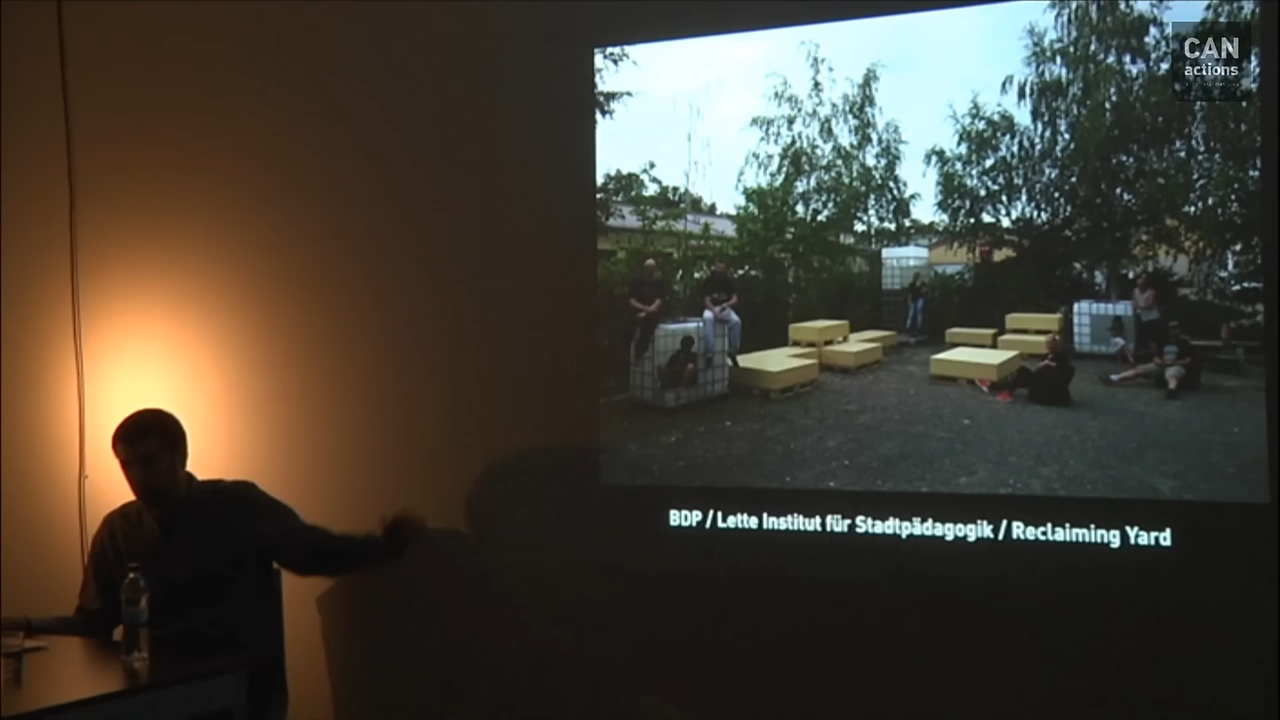 CAN
actions
BDP / Lette Institut für Stadtpädagogik / Reclaiming Yard